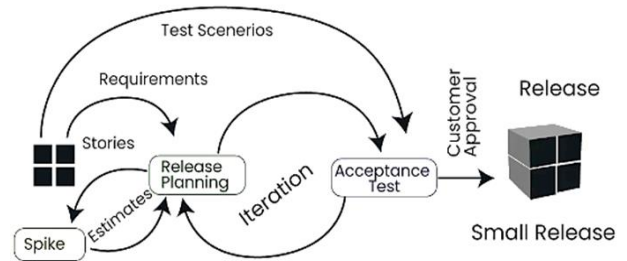 Test Scenerios
Requirements
Stories
Release
Planning
Estimates
Spike
Iteration
Acceptance
Test
Customer
Approval
Release
Small Release